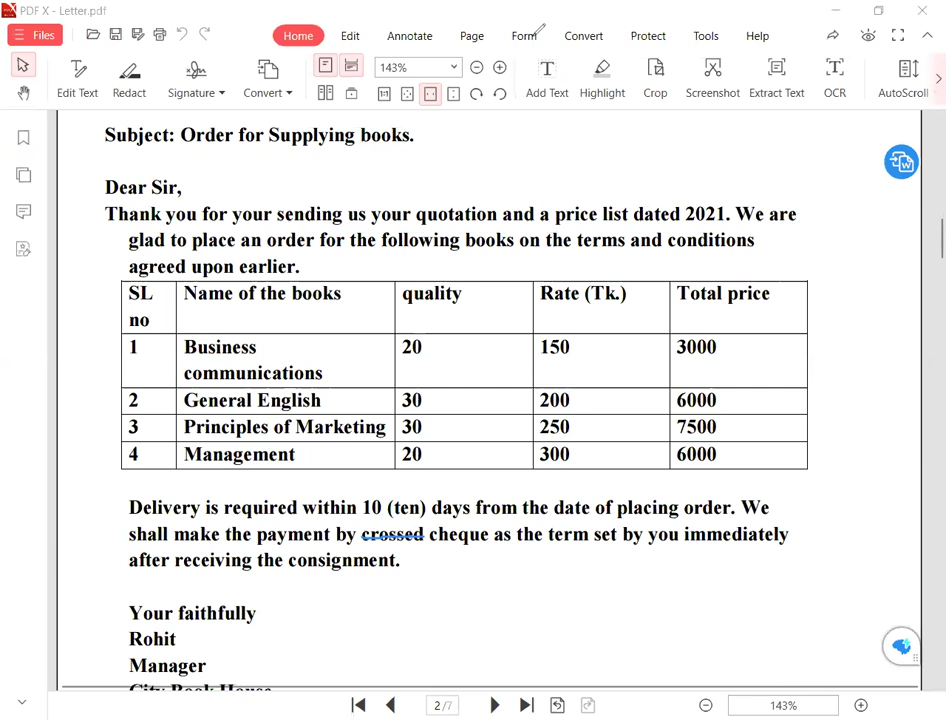 PDF X - Letter.pdf
Files
Home Edit Annotate Page Form Convert Protect Tools Help
Edit Text Redact Signature Convert 143% Add Text Highlight Crop Screenshot Extract Text OCR AutoScroll
Subject: Order for Supplying books.
Dear Sir,
Thank you for your sending us your quotation and a price list dated 2021. We are
glad to place an order for the following books on the terms and conditions
agreed upon earlier.
SL no Name of the books quality Rate (Tk.) Total price
1 Business communications 20 150 3000
2 General English 30 200 6000
3 Principles of Marketing 30 250 7500
4 Management 20 300 6000
Delivery is required within 10 (ten) days from the date of placing order. We
shall make the payment by crossed cheque as the term set by you immediately
after receiving the consignment.
Your faithfully
Rohit
Manager
City Book House
2/7 143%